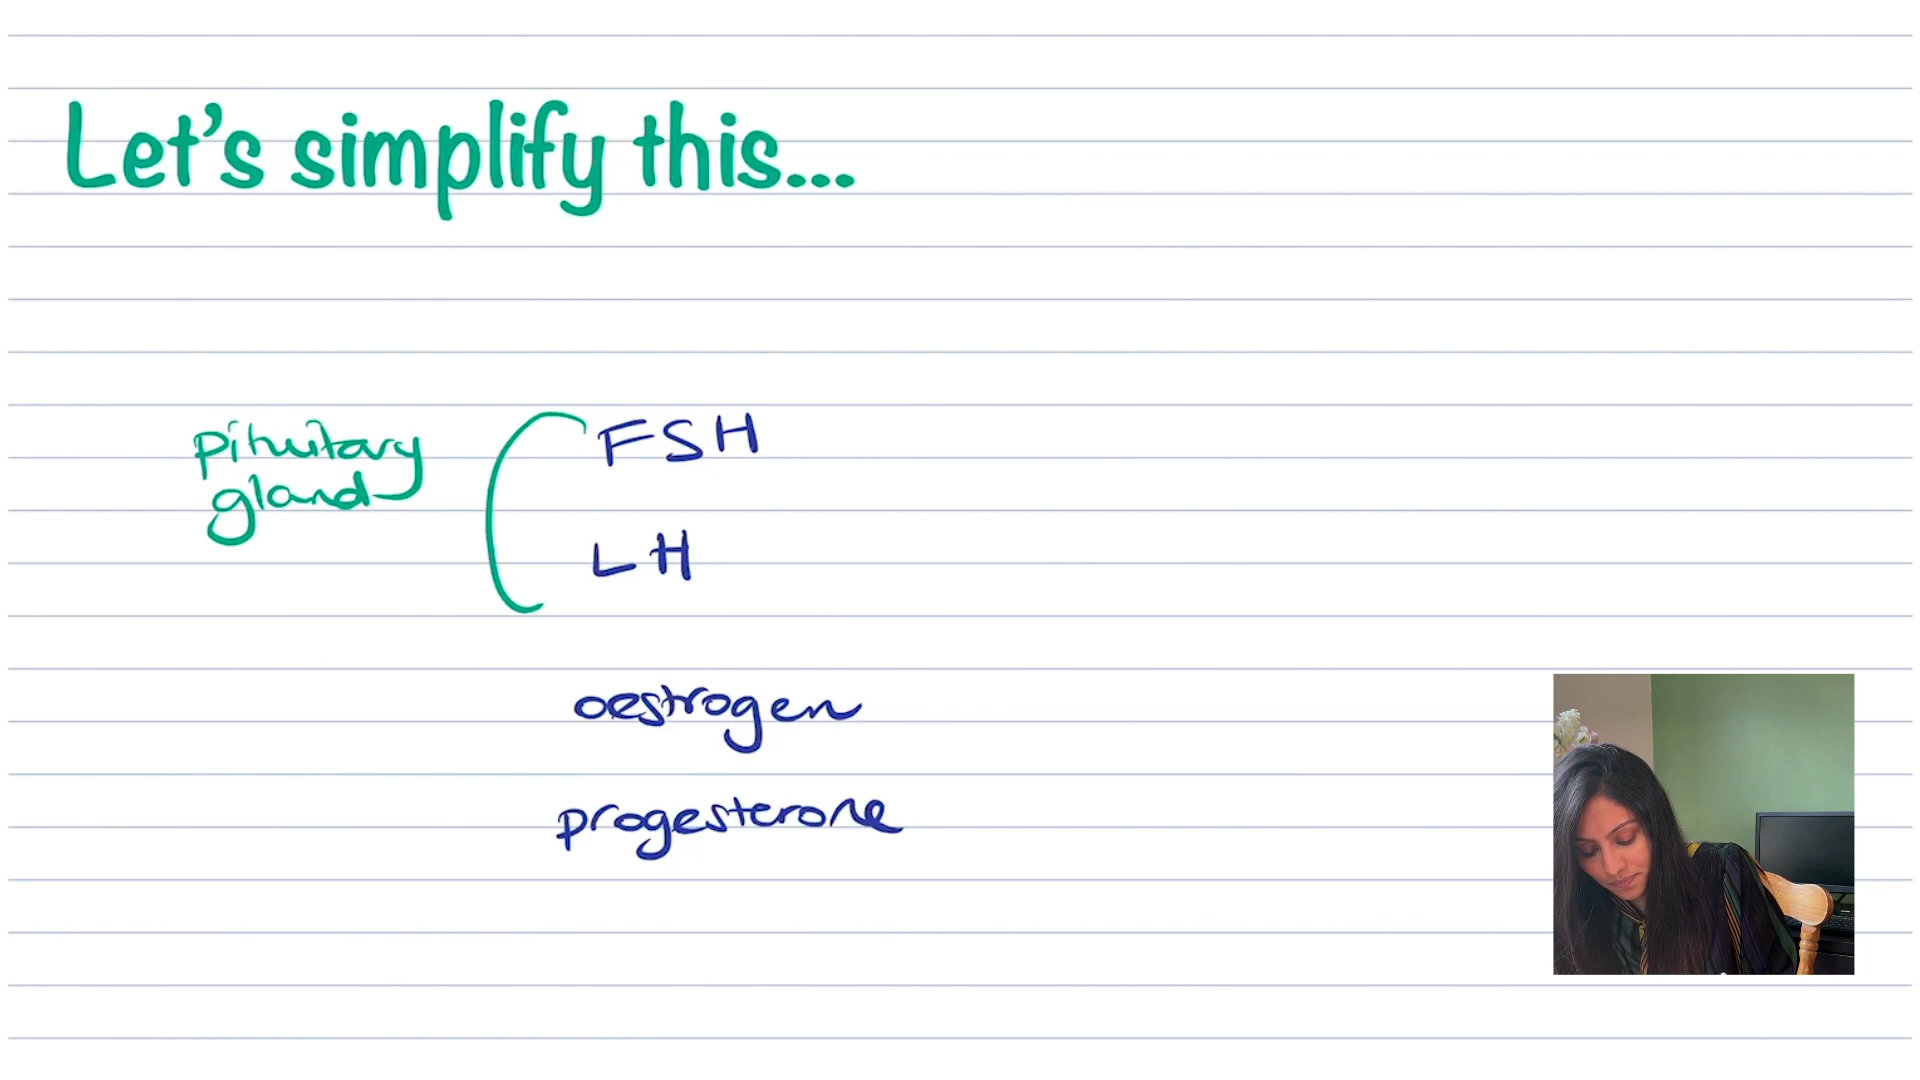 Let's simplify this...
pituitary
gland
FSH
LH
oestrogen
progesterone